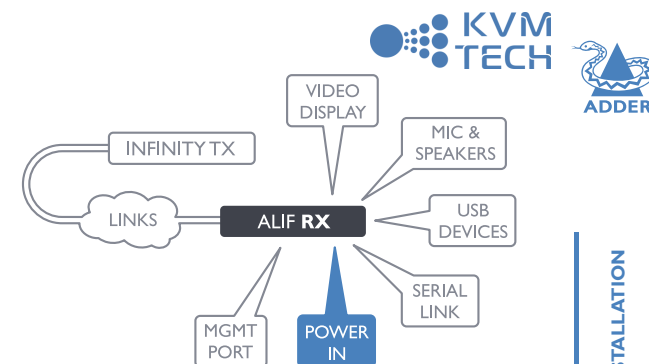 KVM
TECH
ADDER
VIDEO
DISPLAY
MIC &
SPEAKERS
INFINITY TX
LINKS
ALIF RX
USB
DEVICES
SERIAL
LINK
MGMT
PORT
POWER
IN